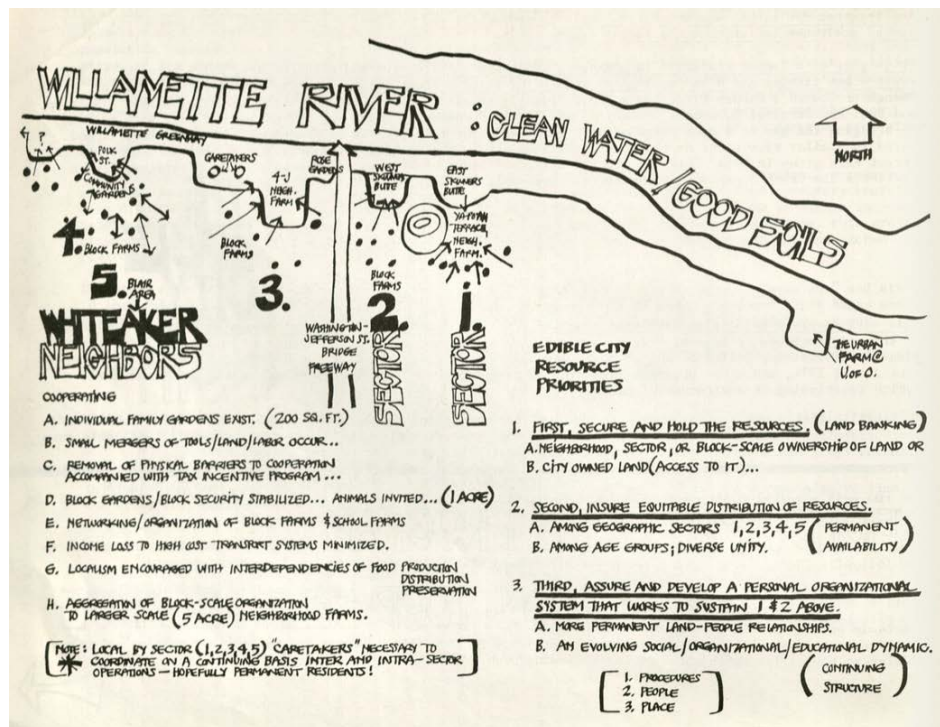 WILLAMETTE RIVER
CLEAN WATER / GOOD SOILS
NORTH
WILLAMETTE GREENWAY
?
POLK
ST.
COMMUNITY
GARDEN
CARETAKERS
4-J
NEIGH.
FARM
ROSE
GARDENS
WEST
SKINNERS
BUTE
EAST
SKINNERS
BUTE
TERRACE
NEIGH.
FARM.
4.
BLOCK FARMS
BLOCK
FARMS
BLOCK
FARMS
5.
BLAIR
AREA
3.
2.
SECTOR
1.
SECTOR
WHITEAKER
NEIGHBORS
WASHINGTON-
JEFFERSON ST.
BRIDGE
FREEWAY
THE URBAN
FARM @
U of O.
COOPERATING
A. INDIVIDUAL FAMILY GARDENS EXIST. (200 SQ. FT.)
B. SMALL MERGERS OF TOOLS/LAND/LABOR OCCUR...
C. REMOVAL OF PHYSICAL BARRIERS TO COOPERATION
ACCOMPANIED WITH TAX INCENTIVE PROGRAM...
D. BLOCK GARDENS/BLOCK SECURITY STABILIZED... ANIMALS INVITED... (1 ACRE)
E. NETWORKING/ORGANIZATION OF BLOCK FARMS & SCHOOL FARMS
F. INCOME LOSS TO HIGH COST TRANSPORT SYSTEMS MINIMIZED.
G. LOCALISM ENCOURAGED WITH INTERDEPENDENCIES OF FOOD PRODUCTION
DISTRIBUTION
PRESERVATION
H. AGGREGATION OF BLOCK-SCALE ORGANIZATION
TO LARGER SCALE (5 ACRE) NEIGHBORHOOD FARMS.
[NOTE: LOCAL BY SECTOR (1,2,3,4,5) "CARETAKERS" NECESSARY TO
* COORDINATE ON A CONTINUING BASIS INTER AND INTRA-SECTOR
OPERATIONS — HOPEFULLY PERMANENT RESIDENTS!]
EDIBLE CITY
RESOURCE
PRIORITIES
1. FIRST, SECURE AND HOLD THE RESOURCES. (LAND BANKING)
A. NEIGHBORHOOD, SECTOR, OR BLOCK-SCALE OWNERSHIP OF LAND OR
B. CITY OWNED LAND (ACCESS TO IT)...
2. SECOND, INSURE EQUITABLE DISTRIBUTION OF RESOURCES.
A. AMONG GEOGRAPHIC SECTORS 1,2,3,4,5 (PERMANENT
B. AMONG AGE GROUPS; DIVERSE UNITY. AVAILABILITY)
3. THIRD, ASSURE AND DEVELOP A PERSONAL ORGANIZATIONAL
SYSTEM THAT WORKS TO SUSTAIN 1 & 2 ABOVE.
A. MORE PERMANENT LAND-PEOPLE RELATIONSHIPS.
B. AN EVOLVING SOCIAL/ORGANIZATIONAL/EDUCATIONAL DYNAMIC.
(CONTINUING
STRUCTURE)
[1. PROCEDURES
2. PEOPLE
3. PLACE]